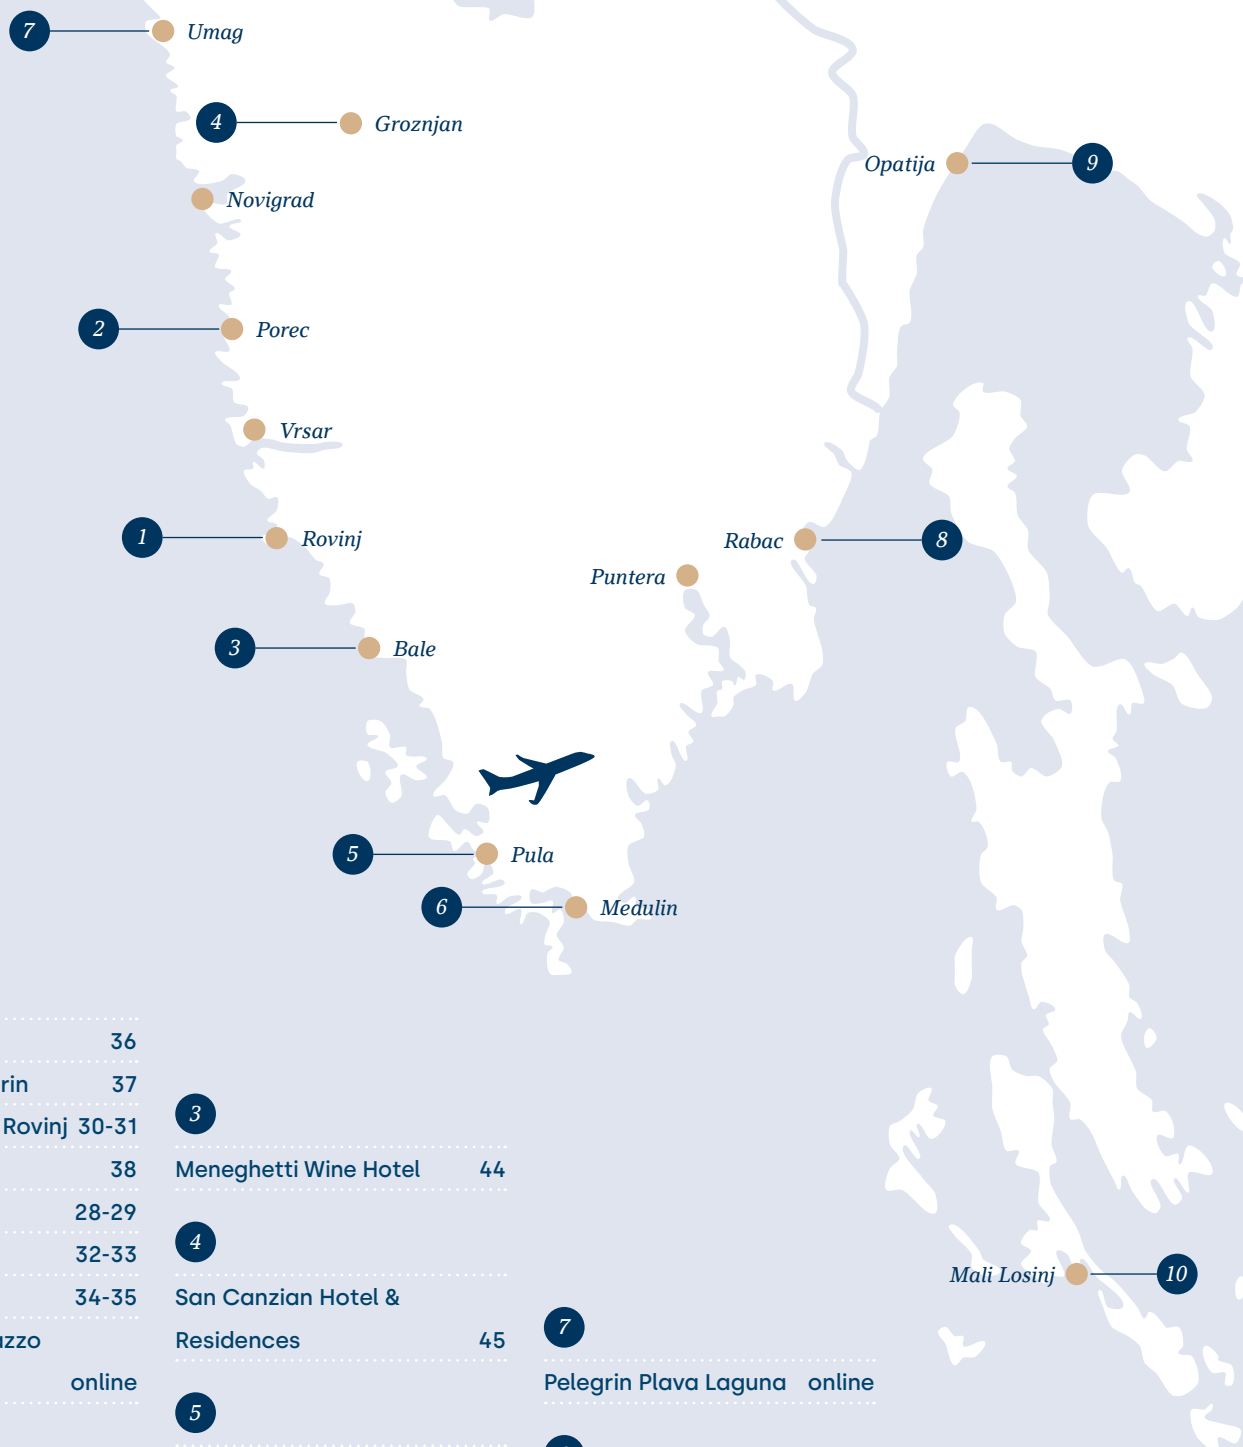 7 Umag
4 Groznjan
Opatija 9
Novigrad
2 Porec
Vrsar
1 Rovinj
Rabac 8
Puntera
3 Bale
5 Pula
6 Medulin
Mali Losinj 10
36
rin 37
Rovinj 30-31
38
28-29
32-33
34-35
online
3
Meneghetti Wine Hotel 44
4
San Canzian Hotel &
Residences 45
5
7
Pelegrin Plava Laguna online